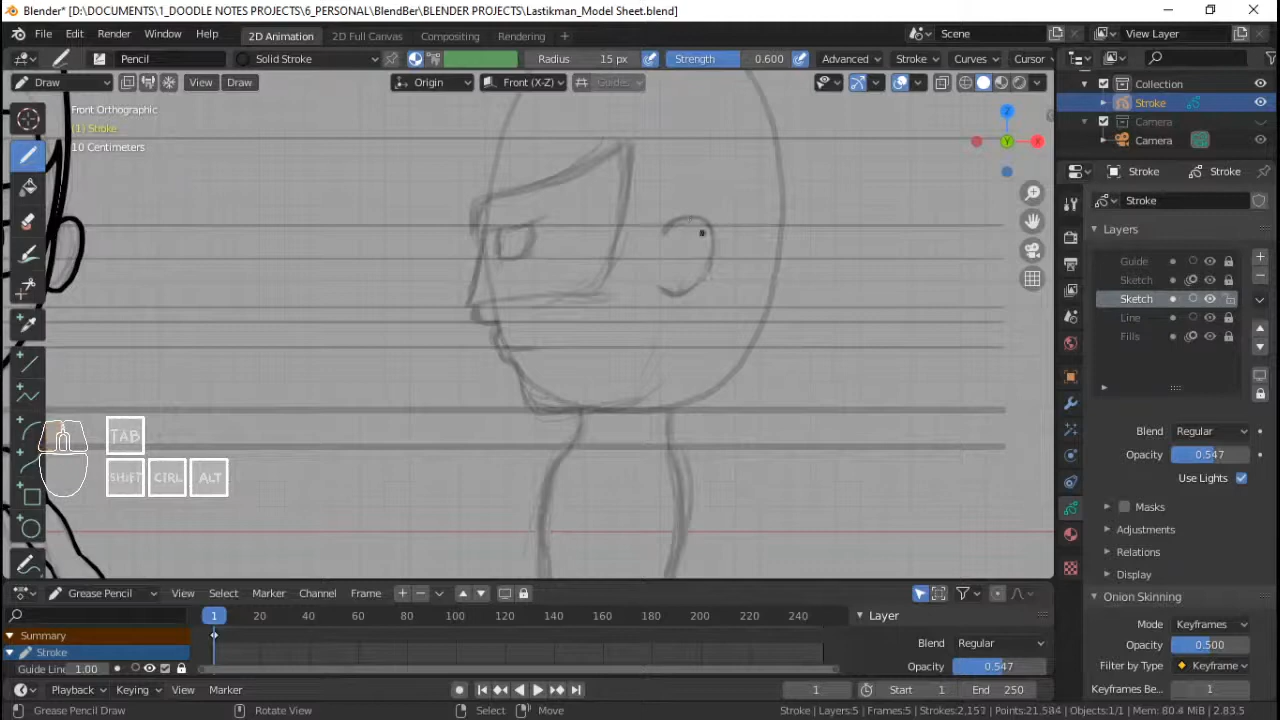 Blender* [D:\DOCUMENTS\1_DOODLE NOTES PROJECTS\6_PERSONAL\BlendBer\BLENDER PROJECTS\Lastikman_Model Sheet.blend]
File Edit Render Window Help 2D Animation 2D Full Canvas Compositing Rendering + Scene View Layer
Pencil Solid Stroke Radius 15 px Strength 0.600 Advanced Stroke Curves Cursor
Draw View Draw Origin Front (X-Z) Guides
Collection
Stroke
Camera
Camera
Front Orthographic
(1) Stroke
10 Centimeters
Z
Y
X
Stroke Stroke
Stroke
Layers
Guide
Sketch
Sketch
Line
Fills
TAB
SHIFT CTRL ALT
Blend Regular
Opacity 0.547
Use Lights
Masks
Adjustments
Relations
Display
Onion Skinning
Mode Keyframes
Opacity 0.500
Filter by Type Keyframe
Keyframes Be... 1
Grease Pencil View Select Marker Channel Frame
1 20 40 60 80 100 120 140 160 180 200 220 240
Layer
Summary
Stroke
Guide Line 1.00
Blend Regular
Opacity 0.547
Playback Keying View Marker 1 Start 1 End 250
Grease Pencil Draw Rotate View Select Move